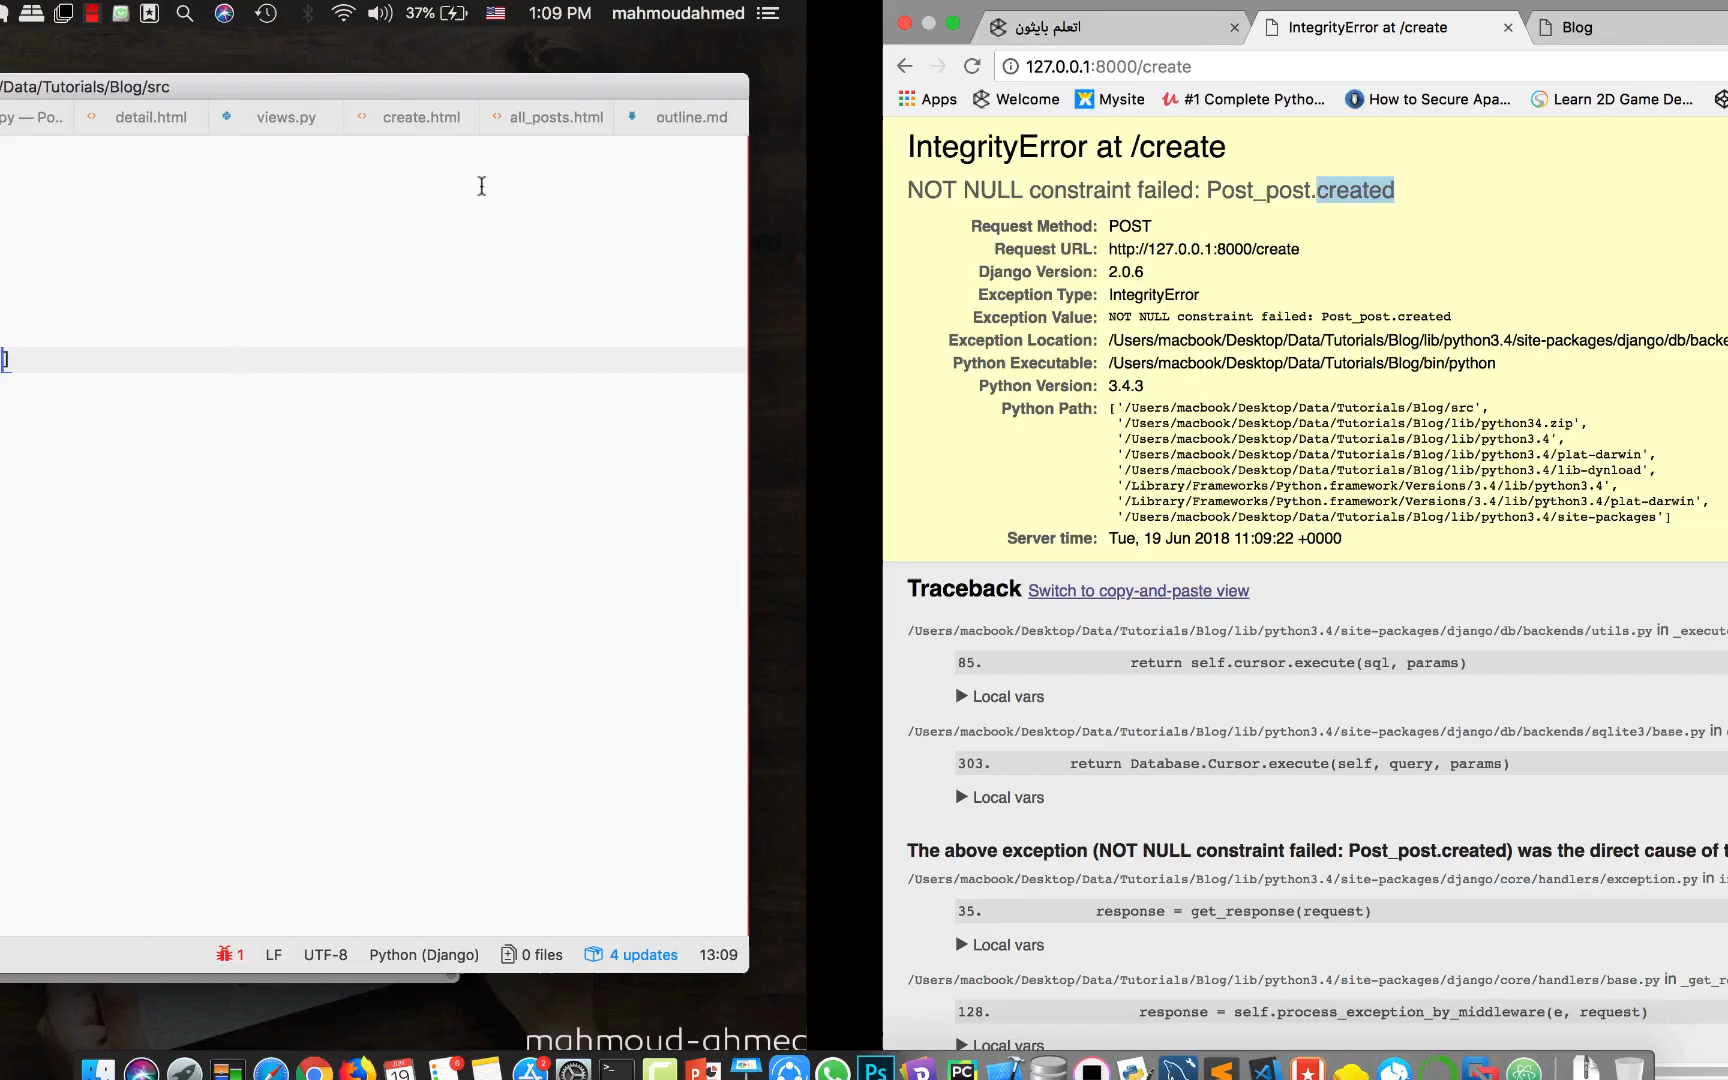 37% 1:09 PM mahmoudahmed
/Data/Tutorials/Blog/src
py — Po... detail.html views.py create.html all_posts.html outline.md
]
1 LF UTF-8 Python (Django) 0 files 4 updates 13:09
mahmoud-ahmed
اتعلم بايثون IntegrityError at /create Blog
127.0.0.1:8000/create
Apps Welcome Mysite #1 Complete Pytho... How to Secure Apa... Learn 2D Game De...
IntegrityError at /create
NOT NULL constraint failed: Post_post.created
Request Method: POST
Request URL: http://127.0.0.1:8000/create
Django Version: 2.0.6
Exception Type: IntegrityError
Exception Value: NOT NULL constraint failed: Post_post.created
Exception Location: /Users/macbook/Desktop/Data/Tutorials/Blog/lib/python3.4/site-packages/django/db/backe
Python Executable: /Users/macbook/Desktop/Data/Tutorials/Blog/bin/python
Python Version: 3.4.3
Python Path: ['/Users/macbook/Desktop/Data/Tutorials/Blog/src',
'/Users/macbook/Desktop/Data/Tutorials/Blog/lib/python34.zip',
'/Users/macbook/Desktop/Data/Tutorials/Blog/lib/python3.4',
'/Users/macbook/Desktop/Data/Tutorials/Blog/lib/python3.4/plat-darwin',
'/Users/macbook/Desktop/Data/Tutorials/Blog/lib/python3.4/lib-dynload',
'/Library/Frameworks/Python.framework/Versions/3.4/lib/python3.4',
'/Library/Frameworks/Python.framework/Versions/3.4/lib/python3.4/plat-darwin',
'/Users/macbook/Desktop/Data/Tutorials/Blog/lib/python3.4/site-packages']
Server time: Tue, 19 Jun 2018 11:09:22 +0000
Traceback Switch to copy-and-paste view
/Users/macbook/Desktop/Data/Tutorials/Blog/lib/python3.4/site-packages/django/db/backends/utils.py in _execute
85. return self.cursor.execute(sql, params)
▶ Local vars
/Users/macbook/Desktop/Data/Tutorials/Blog/lib/python3.4/site-packages/django/db/backends/sqlite3/base.py in
303. return Database.Cursor.execute(self, query, params)
▶ Local vars
The above exception (NOT NULL constraint failed: Post_post.created) was the direct cause of t
/Users/macbook/Desktop/Data/Tutorials/Blog/lib/python3.4/site-packages/django/core/handlers/exception.py in i
35. response = get_response(request)
▶ Local vars
/Users/macbook/Desktop/Data/Tutorials/Blog/lib/python3.4/site-packages/django/core/handlers/base.py in _get_r
128. response = self.process_exception_by_middleware(e, request)
▶ Local vars
JUN
19 6 2 Ps PC